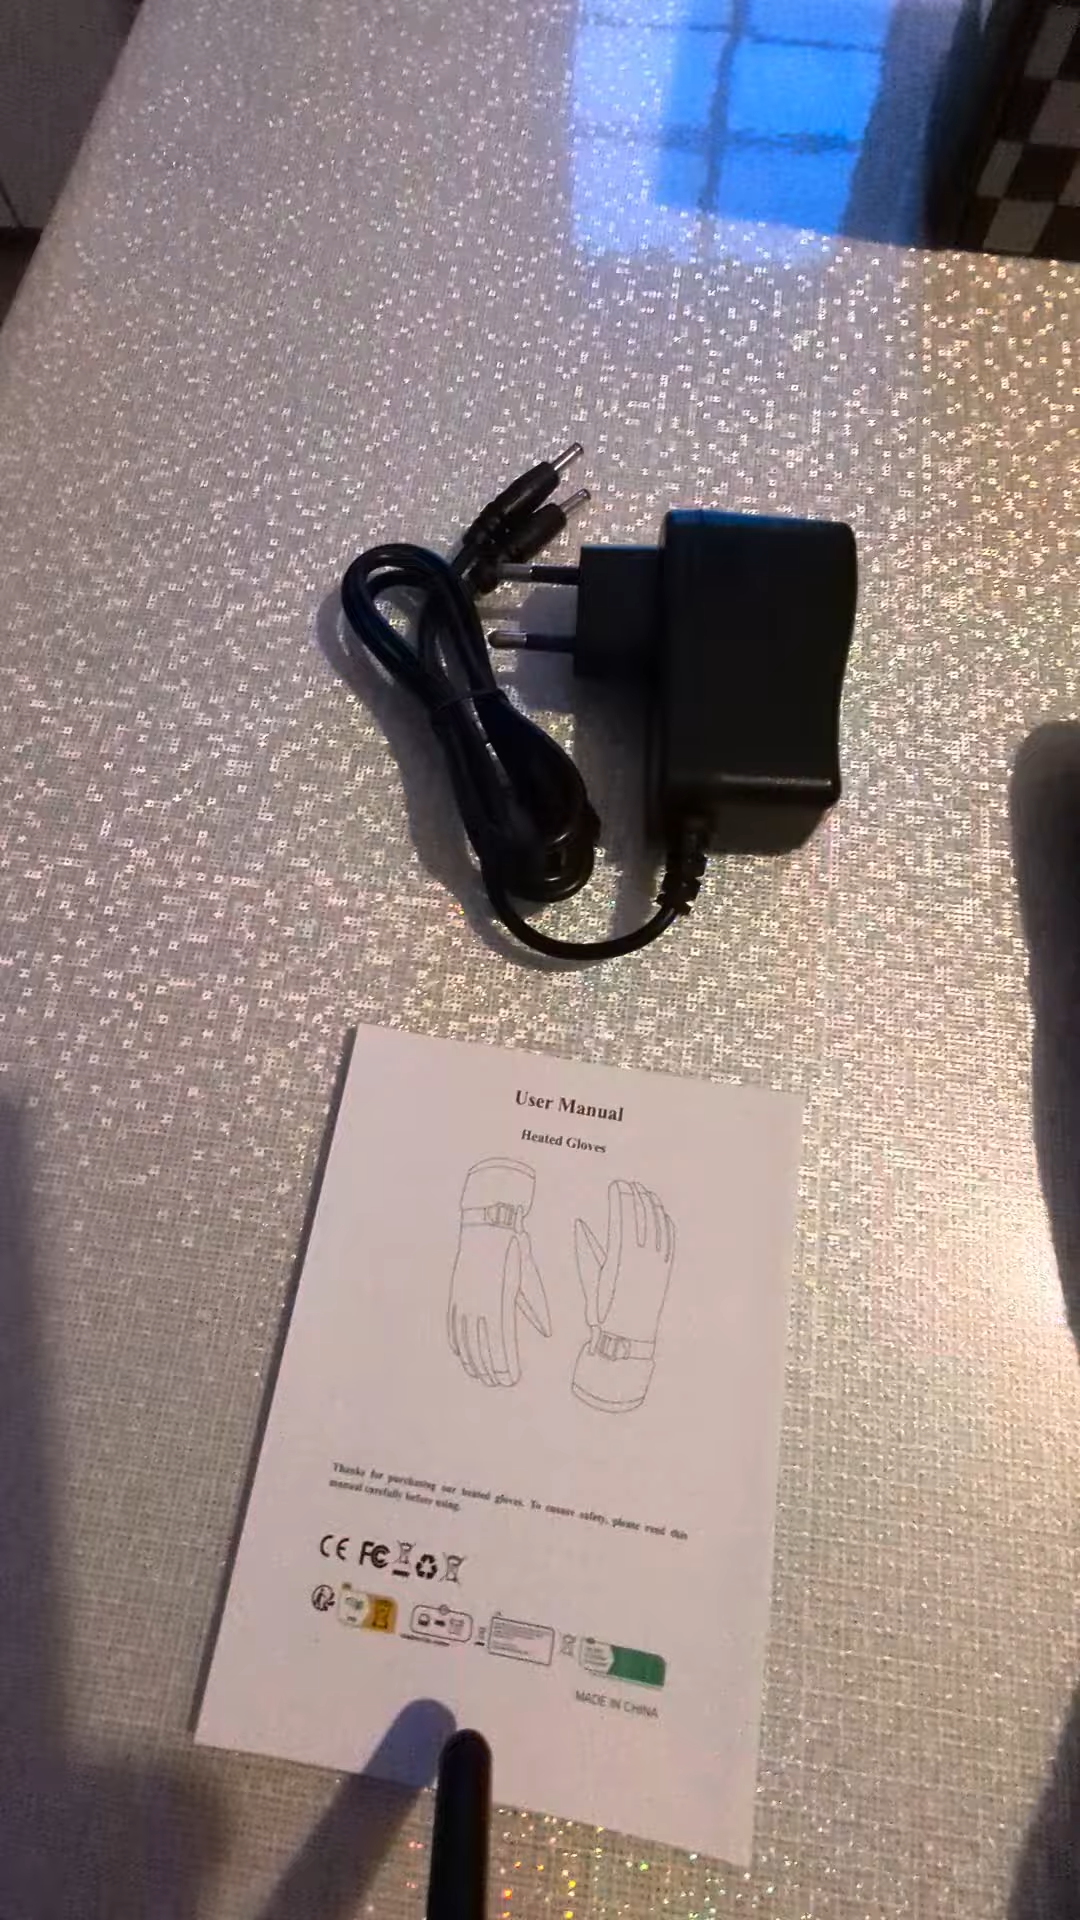 User Manual
Heated Gloves
Thanks for purchasing our heated gloves. To ensure safety, please read this
manual carefully before using.
CE FC
MADE IN CHINA